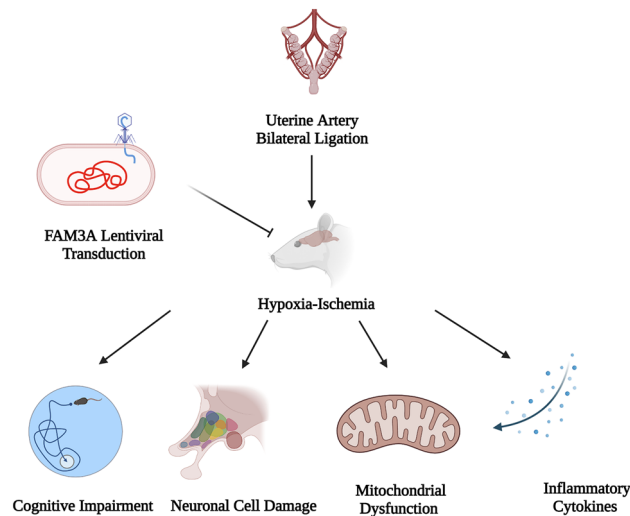 Uterine Artery
Bilateral Ligation
FAM3A Lentiviral
Transduction
Hypoxia-Ischemia
Cognitive Impairment
Neuronal Cell Damage
Mitochondrial
Dysfunction
Inflammatory
Cytokines